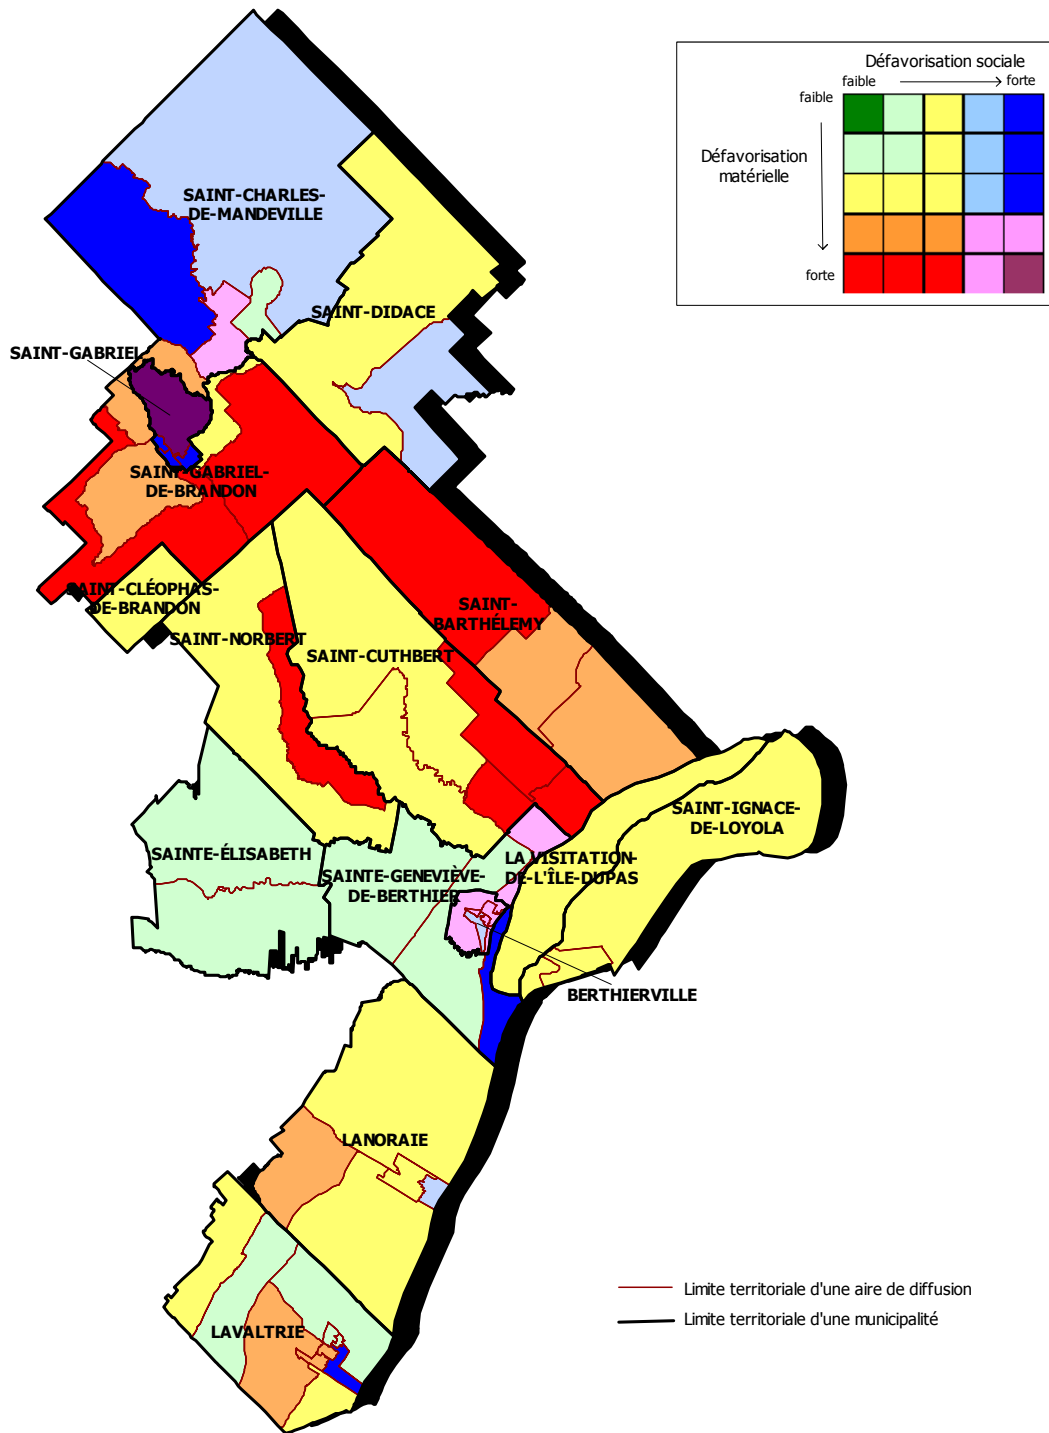 Défavorisation sociale
faible
forte
faible
Défavorisation
matérielle
forte
SAINT-CHARLES-
DE-MANDEVILLE
SAINT-DIDACE
SAINT-GABRIEL
SAINT-GABRIEL-
DE-BRANDON
SAINT-CLÉOPHAS-
DE-BRANDON
SAINT-NORBERT
SAINT-
BARTHÉLEMY
SAINT-CUTHBERT
SAINT-IGNACE-
DE-LOYOLA
SAINTE-ÉLISABETH
LA VISITATION-
DE-L'ÎLE-DUPAS
SAINTE-GENEVIÈVE-
DE-BERTHIER
BERTHIERVILLE
LANORAIE
LAVALTRIE
Limite territoriale d'une aire de diffusion
Limite territoriale d'une municipalité